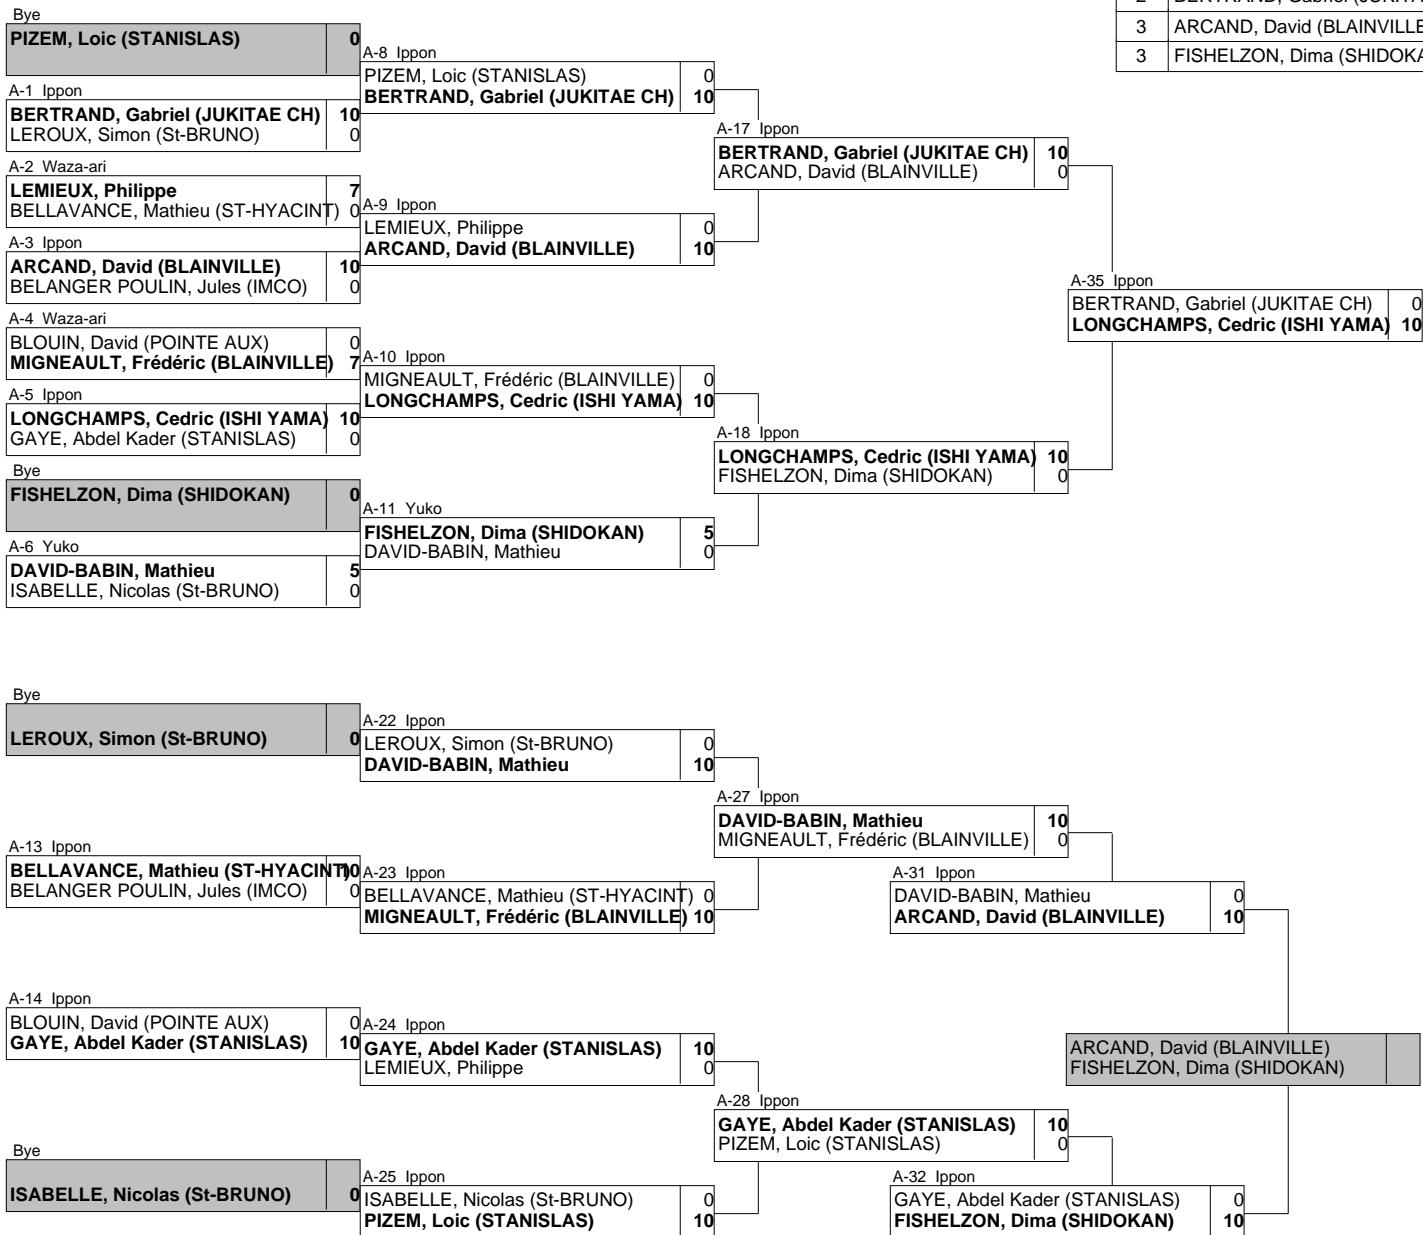 3 ARCAND, David (BLAINVILLE
3 FISHELZON, Dima (SHIDOKA
Bye
PIZEM, Loic (STANISLAS) 0
A-1 Ippon
BERTRAND, Gabriel (JUKITAE CH) 10
LEROUX, Simon (St-BRUNO) 0
A-2 Waza-ari
LEMIEUX, Philippe 7
BELLAVANCE, Mathieu (ST-HYACINT) 0
A-3 Ippon
ARCAND, David (BLAINVILLE) 10
BELANGER POULIN, Jules (IMCO) 0
A-4 Waza-ari
BLOUIN, David (POINTE AUX) 0
MIGNEAULT, Frédéric (BLAINVILLE) 7
A-5 Ippon
LONGCHAMPS, Cedric (ISHI YAMA) 10
GAYE, Abdel Kader (STANISLAS) 0
Bye
FISHELZON, Dima (SHIDOKAN) 0
A-6 Yuko
DAVID-BABIN, Mathieu 5
ISABELLE, Nicolas (St-BRUNO) 0
A-8 Ippon
PIZEM, Loic (STANISLAS) 0
BERTRAND, Gabriel (JUKITAE CH) 10
A-9 Ippon
LEMIEUX, Philippe 0
ARCAND, David (BLAINVILLE) 10
A-10 Ippon
MIGNEAULT, Frédéric (BLAINVILLE) 0
LONGCHAMPS, Cedric (ISHI YAMA) 10
A-11 Yuko
FISHELZON, Dima (SHIDOKAN) 5
DAVID-BABIN, Mathieu 0
A-17 Ippon
BERTRAND, Gabriel (JUKITAE CH) 10
ARCAND, David (BLAINVILLE) 0
A-18 Ippon
LONGCHAMPS, Cedric (ISHI YAMA) 10
FISHELZON, Dima (SHIDOKAN) 0
A-35 Ippon
BERTRAND, Gabriel (JUKITAE CH) 0
LONGCHAMPS, Cedric (ISHI YAMA) 10
Bye
LEROUX, Simon (St-BRUNO) 0
A-13 Ippon
BELLAVANCE, Mathieu (ST-HYACINT) 10
BELANGER POULIN, Jules (IMCO) 0
A-14 Ippon
BLOUIN, David (POINTE AUX) 0
GAYE, Abdel Kader (STANISLAS) 10
Bye
ISABELLE, Nicolas (St-BRUNO) 0
A-22 Ippon
LEROUX, Simon (St-BRUNO) 0
DAVID-BABIN, Mathieu 10
A-23 Ippon
BELLAVANCE, Mathieu (ST-HYACINT) 0
MIGNEAULT, Frédéric (BLAINVILLE) 10
A-24 Ippon
GAYE, Abdel Kader (STANISLAS) 10
LEMIEUX, Philippe 0
A-25 Ippon
ISABELLE, Nicolas (St-BRUNO) 0
PIZEM, Loic (STANISLAS) 10
A-27 Ippon
DAVID-BABIN, Mathieu 10
MIGNEAULT, Frédéric (BLAINVILLE) 0
A-28 Ippon
GAYE, Abdel Kader (STANISLAS) 10
PIZEM, Loic (STANISLAS) 0
A-31 Ippon
DAVID-BABIN, Mathieu 0
ARCAND, David (BLAINVILLE) 10
A-32 Ippon
GAYE, Abdel Kader (STANISLAS) 0
FISHELZON, Dima (SHIDOKAN) 10
ARCAND, David (BLAINVILLE)
FISHELZON, Dima (SHIDOKAN)